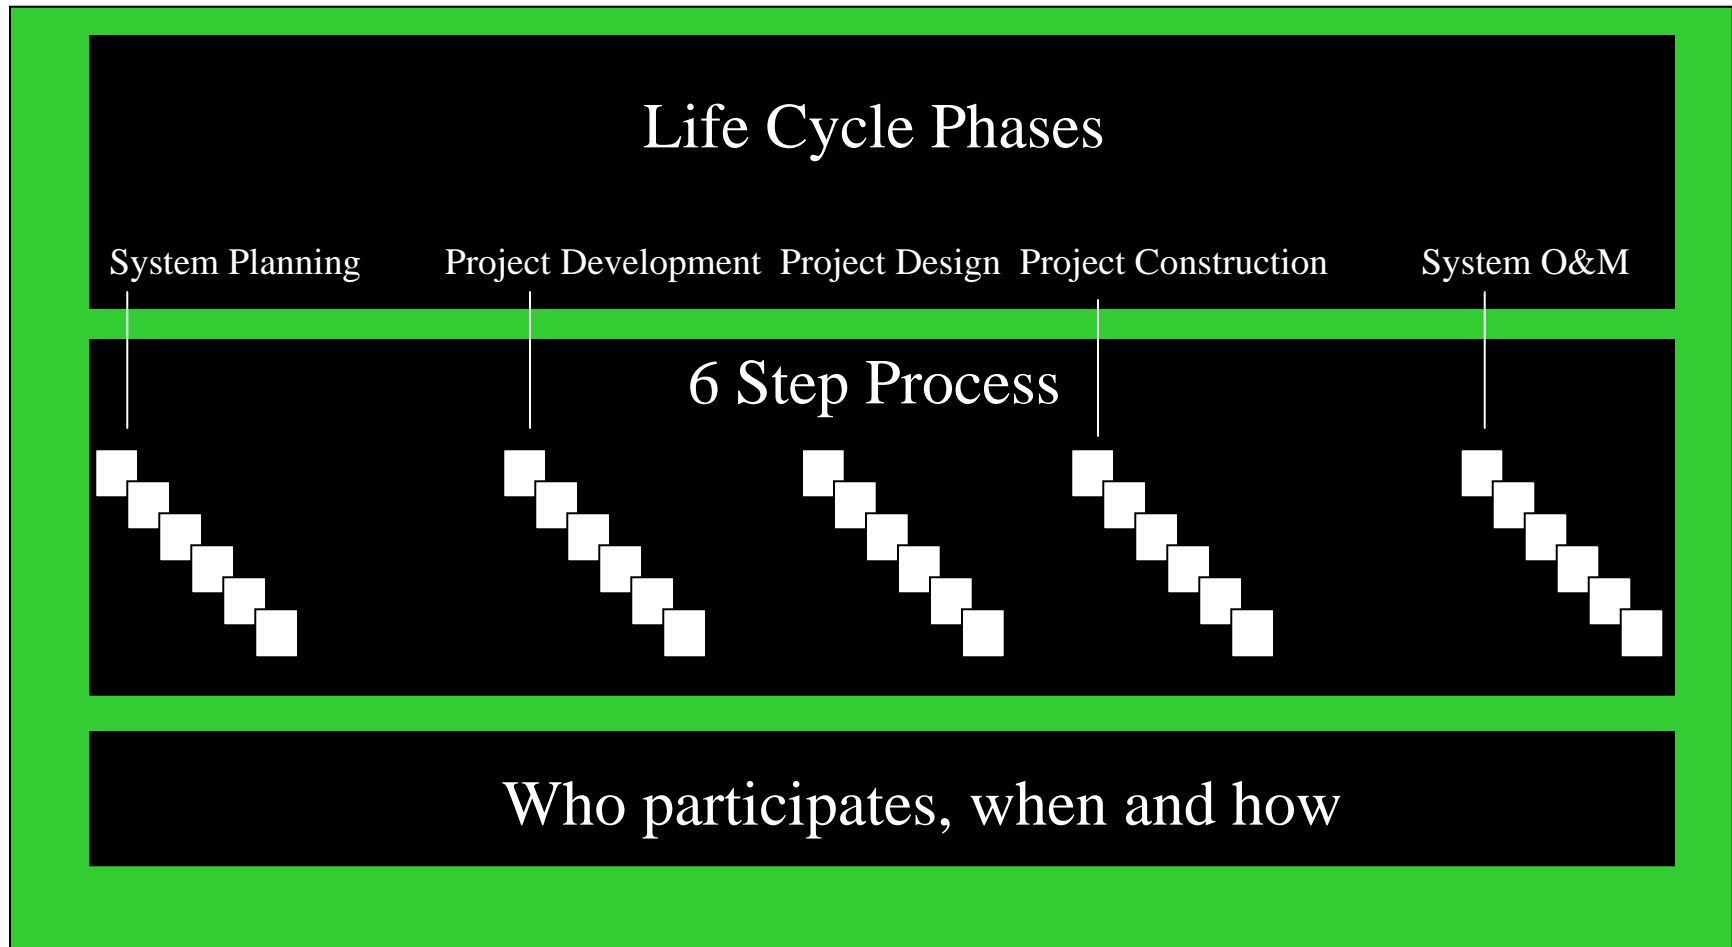 Life Cycle Phases
System Planning Project Development Project Design Project Construction System O&M
6 Step Process
Who participates, when and how